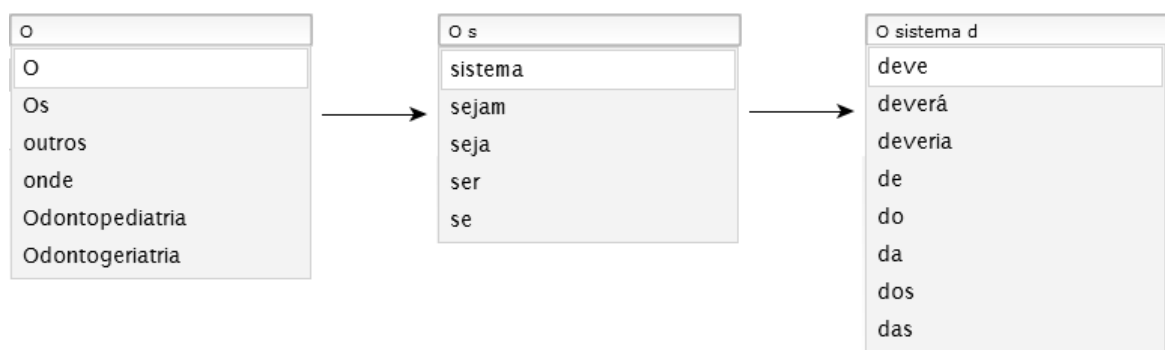 O
O
Os
outros
onde
Odontopediatria
Odontogeriatria
O s
sistema
sejam
seja
ser
se
O sistema d
deve
deverá
deveria
de
do
da
dos
das